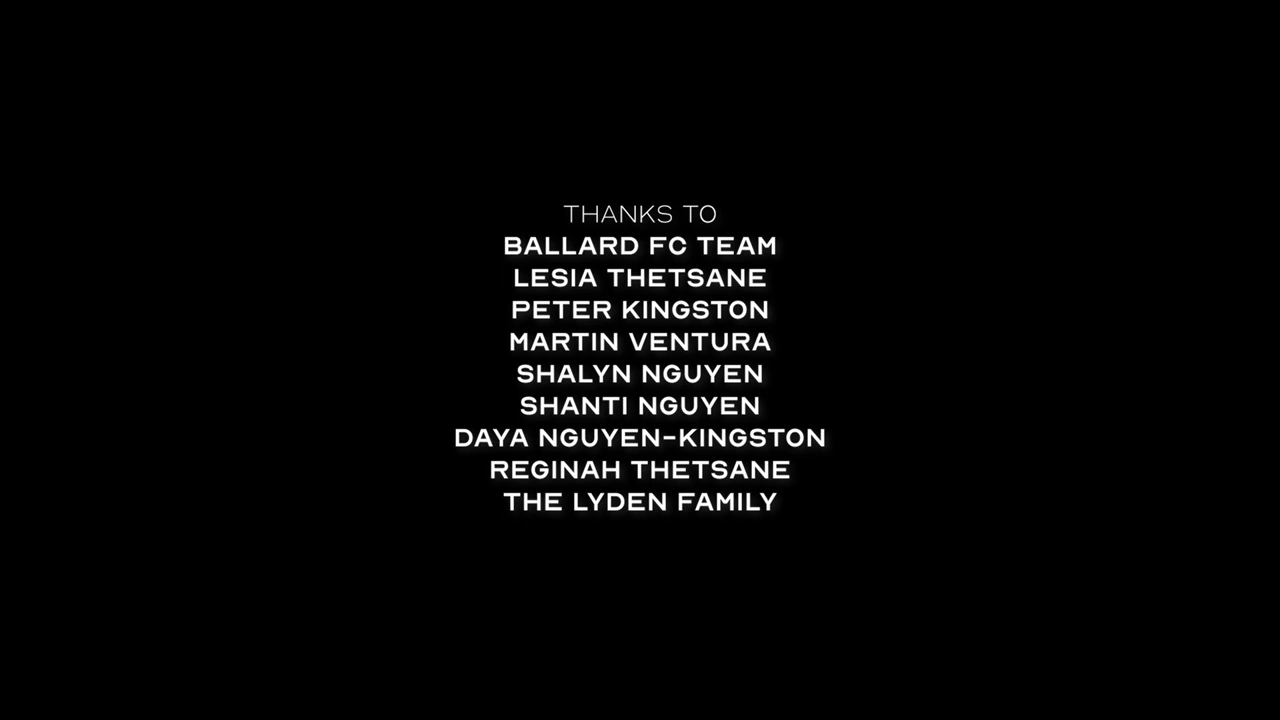 THANKS TO
BALLARD FC TEAM
LESIA THETSANE
PETER KINGSTON
MARTIN VENTURA
SHALYN NGUYEN
SHANTI NGUYEN
DAYA NGUYEN-KINGSTON
REGINAH THETSANE
THE LYDEN FAMILY